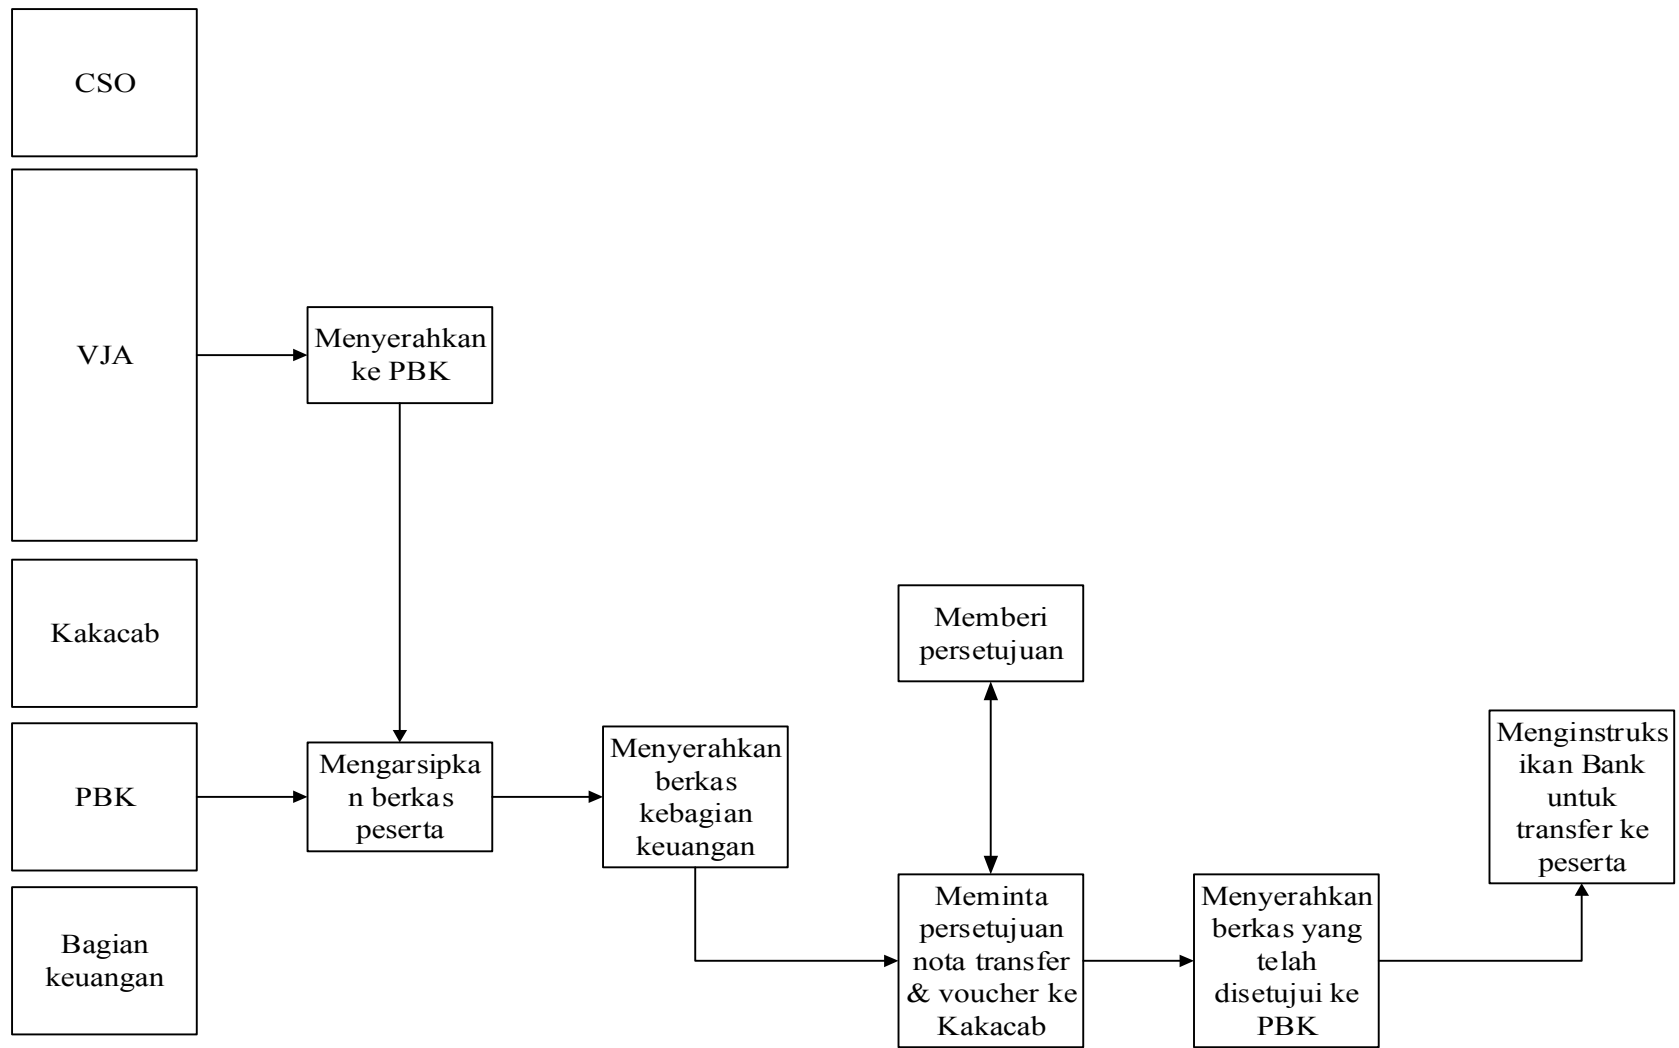 CSO
VJA
Menyerahkan
ke PBK
Kakacab
Memberi
persetujuan
PBK
Mengarsipka
n berkas
peserta
Menyerahkan
berkas
kebagian
keuangan
Menginstruks
ikan Bank
untuk
transfer ke
peserta
Bagian
keuangan
Meminta
persetujuan
nota transfer
& voucher ke
Kakacab
Menyerahkan
berkas yang
telah
disetujui ke
PBK